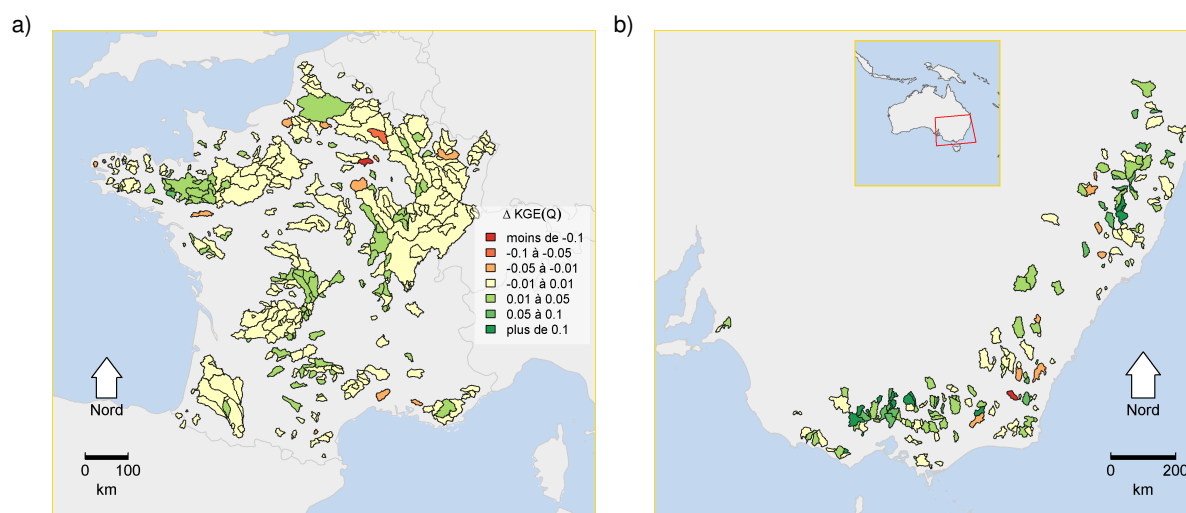 a)
Δ KGE(Q)
moins de -0.1
-0.1 à -0.05
-0.05 à -0.01
-0.01 à 0.01
0.01 à 0.05
0.05 à 0.1
plus de 0.1
Nord
0 100
km
b)
Nord
0 200
km